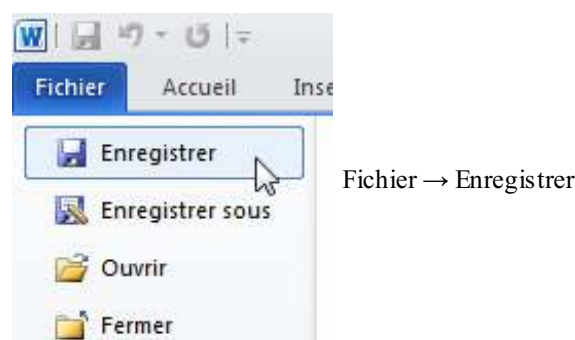 W
Fichier Accueil Inse
Enregistrer
Fichier → Enregistrer
Enregistrer sous
Ouvrir
Fermer